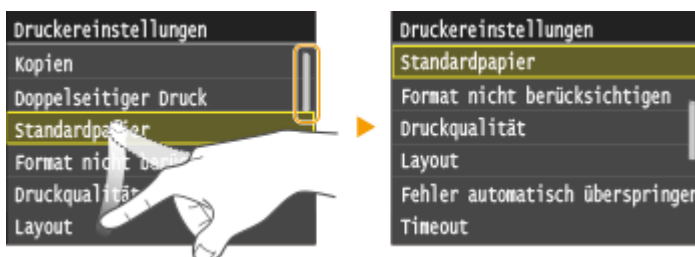 Druckereinstellungen
Kopien
Doppelseitiger Druck
Standardpapier
Format nicht
Druckqualität
Layout
Druckereinstellungen
Standardpapier
Format nicht berücksichtigen
Druckqualität
Layout
Fehler automatisch überspringen
Timeout